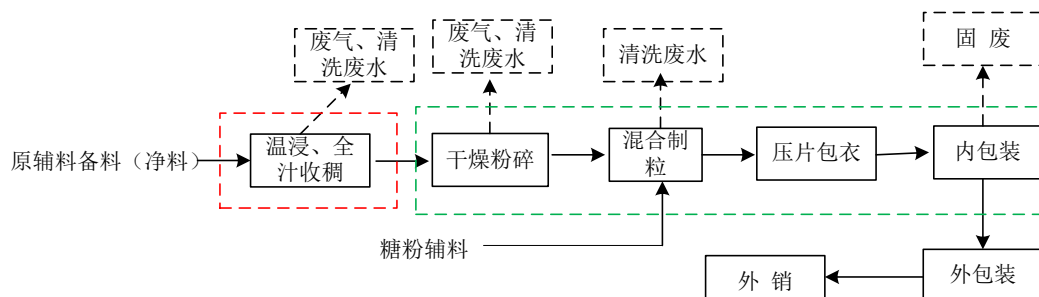 废气、清
洗废水
废气、清
洗废水
清洗废水
固 废
原辅料备料（净料）
温浸、全
汁收稠
干燥粉碎
混合制
粒
压片包衣
内包装
糖粉辅料
外 销
外包装